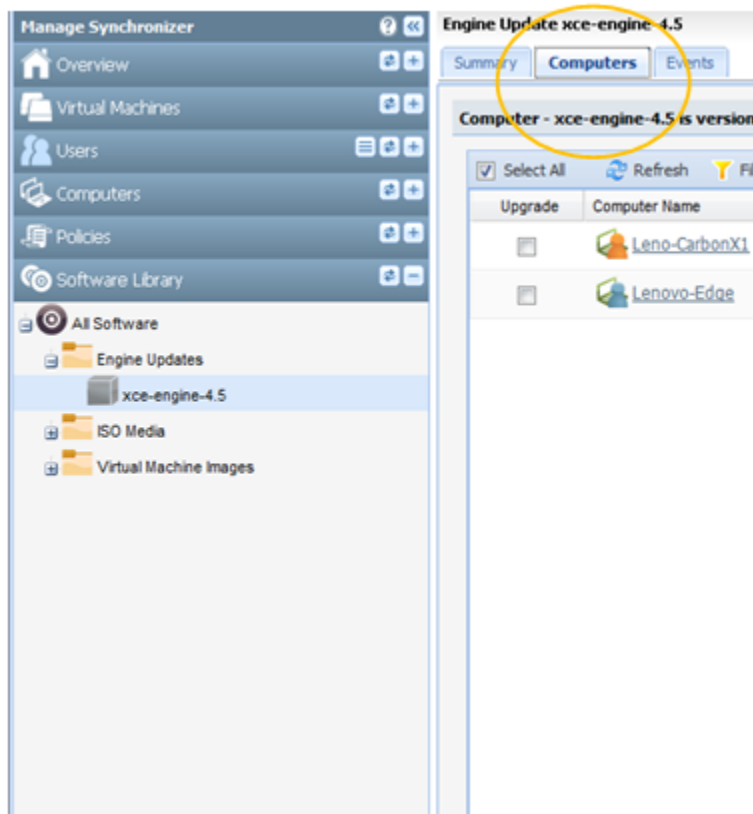 Manage Synchronizer
Overview
Virtual Machines
Users
Computers
Policies
Software Library
All Software
Engine Updates
xce-engine-4.5
ISO Media
Virtual Machine Images
Engine Update xce-engine-4.5
Summary Computers Events
Computer - xce-engine-4.5 is version
Select All Refresh Fi
Upgrade Computer Name
Leno-CarbonX1
Lenovo-Edge